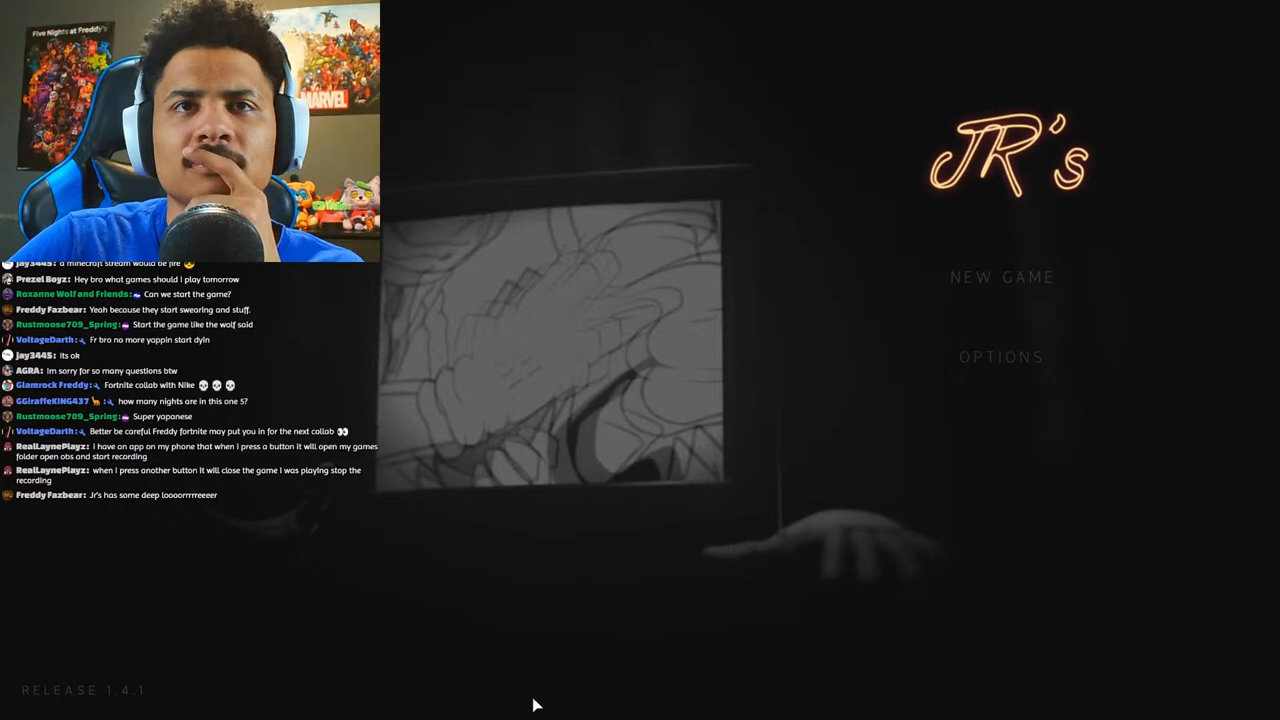 Five Nights at Freddy's
MARVEL
JR's
NEW GAME
OPTIONS
jay3445: a minecraft stream would be fire
Prezel Boyz: Hey bro what games should i play tomorrow
Roxanne Wolf and Friends: Can we start the game?
Freddy Fazbear: Yeah because they start swearing and stuff.
Rustmoose709_Spring: Start the game like the wolf said
VoltageDarth: Fr bro no more yappin start dyin
jay3445: Its ok
AGRA: Im sorry for so many questions btw
Glamrock Freddy: Fortnite collab with Nike 💀 💀 💀
GGiraffeKING437 🦒 : how many nights are in this one 5?
Rustmoose709_Spring: Super yapanese
VoltageDarth: Better be careful Freddy fortnite may put you in for the next collab 👀
RealLaynePlayz: i have an app on my phone that when i press a button it will open my games
folder open obs and start recording
RealLaynePlayz: when i press another button it will close the game i was playing stop the
recording
Freddy Fazbear: Jr's has some deep loooorrrrreeeer
RELEASE 1.4.1